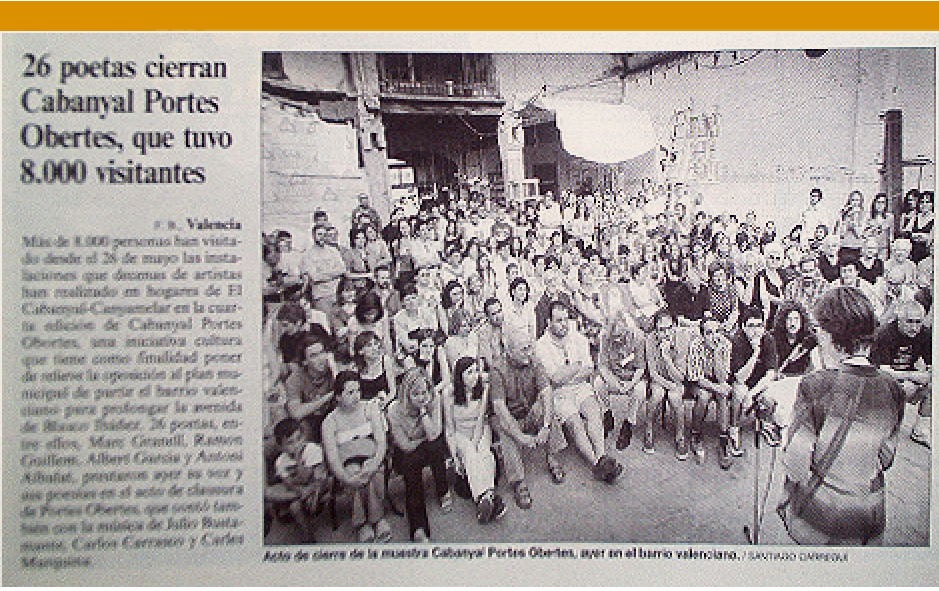 26 poetas cierran
Cabanyal Portes
Obertes, que tuvo
8.000 visitantes
F. B., Valencia
Más de 8.000 personas han visita-
do desde el 26 de mayo las insta-
laciones que decenas de artistas
han realizado en hogares de El
Cabanyal-Canyamelar en la cuar-
ta edición de Cabanyal Portes
Obertes, una iniciativa cultura
que tiene como finalidad poner
de relieve la oposición al plan mu-
nicipal de partir el barrio valen-
ciano para prolongar la avenida
de Blasco Ibáñez. 26 poetas, en-
tre ellos, Marc Granell, Ramon
Guillem, Albert Garcia y Antoni
Albalat, prestaron ayer su voz y
sus poesías en el acto de clausura
de Portes Obertes, que contó tam-
bién con la música de Julio Busta-
mante, Carlos Carrasco y Carles
Acto de cierre de la muestra Cabanyal Portes Obertes, ayer en el barrio valenciano. / SANTIAGO CARREGUÍ